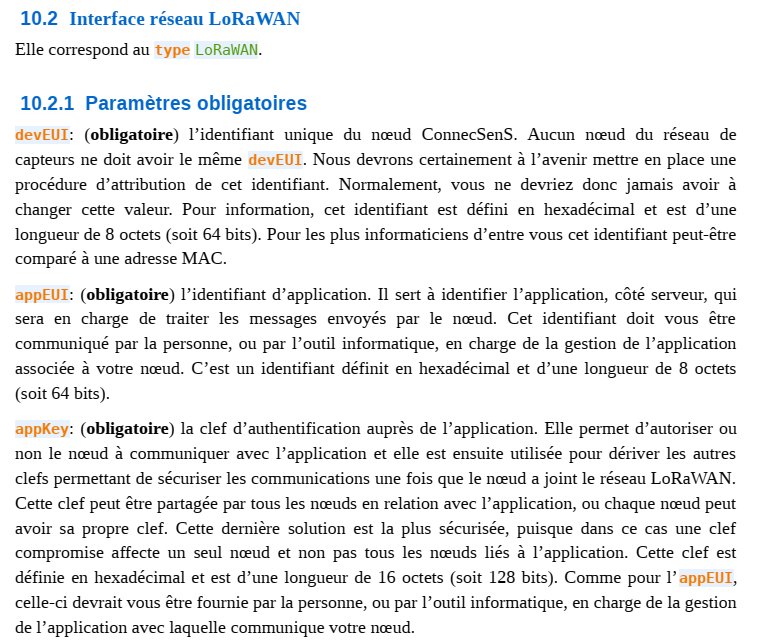 10.2 Interface réseau LoRaWAN
Elle correspond au type LoRaWAN.
10.2.1 Paramètres obligatoires
devEUI: (obligatoire) l’identifiant unique du nœud ConnecSenS. Aucun nœud du réseau de
capteurs ne doit avoir le même devEUI. Nous devrons certainement à l’avenir mettre en place une
procédure d’attribution de cet identifiant. Normalement, vous ne devriez donc jamais avoir à
changer cette valeur. Pour information, cet identifiant est défini en hexadécimal et est d’une
longueur de 8 octets (soit 64 bits). Pour les plus informaticiens d’entre vous cet identifiant peut-être
comparé à une adresse MAC.
appEUI: (obligatoire) l’identifiant d’application. Il sert à identifier l’application, côté serveur, qui
sera en charge de traiter les messages envoyés par le nœud. Cet identifiant doit vous être
communiqué par la personne, ou par l’outil informatique, en charge de la gestion de l’application
associée à votre nœud. C’est un identifiant définit en hexadécimal et d’une longueur de 8 octets
(soit 64 bits).
appKey: (obligatoire) la clef d’authentification auprès de l’application. Elle permet d’autoriser ou
non le nœud à communiquer avec l’application et elle est ensuite utilisée pour dériver les autres
clefs permettant de sécuriser les communications une fois que le nœud a joint le réseau LoRaWAN.
Cette clef peut être partagée par tous les nœuds en relation avec l’application, ou chaque nœud peut
avoir sa propre clef. Cette dernière solution est la plus sécurisée, puisque dans ce cas une clef
compromise affecte un seul nœud et non pas tous les nœuds liés à l’application. Cette clef est
définie en hexadécimal et est d’une longueur de 16 octets (soit 128 bits). Comme pour l’appEUI,
celle-ci devrait vous être fournie par la personne, ou par l’outil informatique, en charge de la gestion
de l’application avec laquelle communique votre nœud.